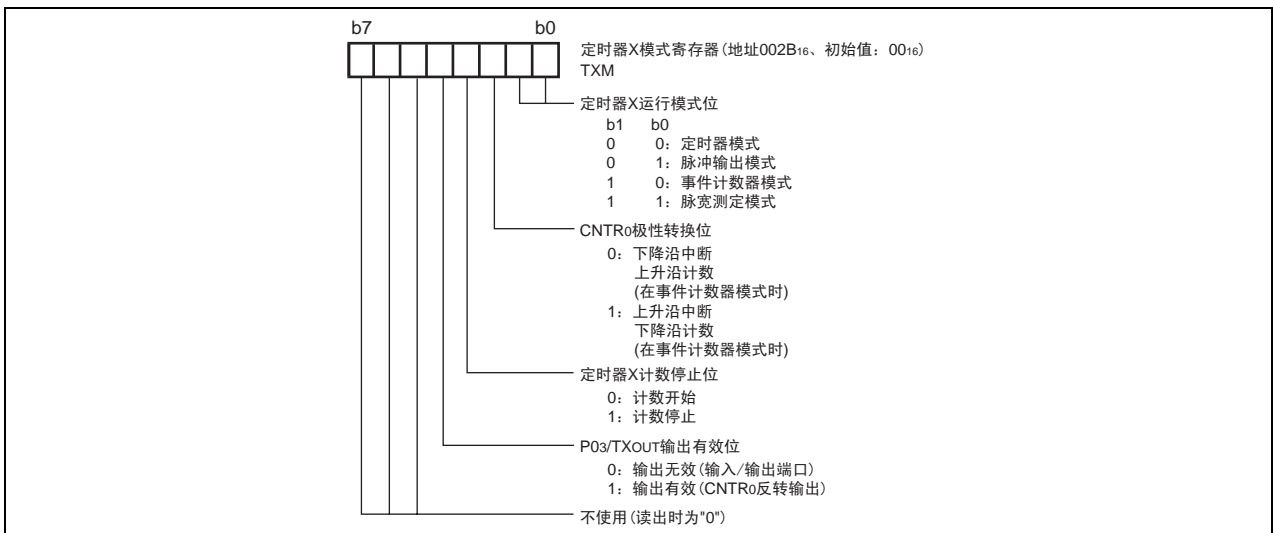 b7 b0
定时器X模式寄存器(地址002B16、初始值：0016)
TXM
定时器X运行模式位
b1 b0
0 0：定时器模式
0 1：脉冲输出模式
1 0：事件计数器模式
1 1：脉宽测定模式
CNTR0极性转换位
0：下降沿中断
上升沿计数
(在事件计数器模式时)
1：上升沿中断
下降沿计数
(在事件计数器模式时)
定时器X计数停止位
0：计数开始
1：计数停止
P03/TXOUT输出有效位
0：输出无效(输入/输出端口)
1：输出有效(CNTR0反转输出)
不使用(读出时为"0")